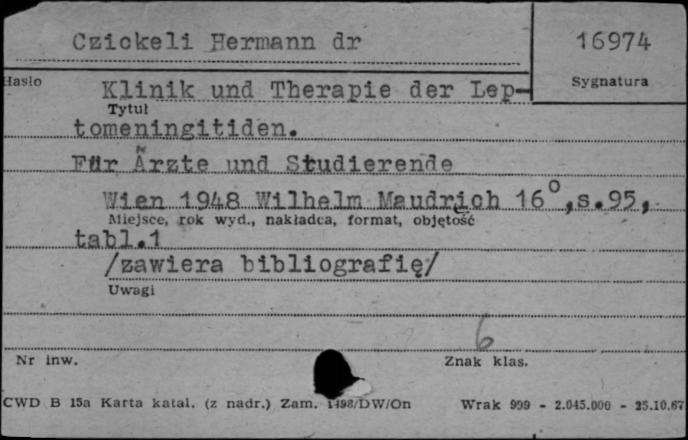 Czickeli Hermann dr
16974
Hasło
Sygnatura
Klinik und Therapie der Lep-
Tytuł
tomeningitiden.
Für Ärzte und Studierende
Wien 1948 Wilhelm Maudrich 16°,s.95,
Miejsce, rok wyd., nakładca, format, objętość
tabl.1
/zawiera bibliografię/
Uwagi
6
Nr inw.
Znak klas.
CWD B 15a Karta katal. (z nadr.) Zam. 1498/DW/On
Wrak 999 - 2.045.000 - 25.10.67